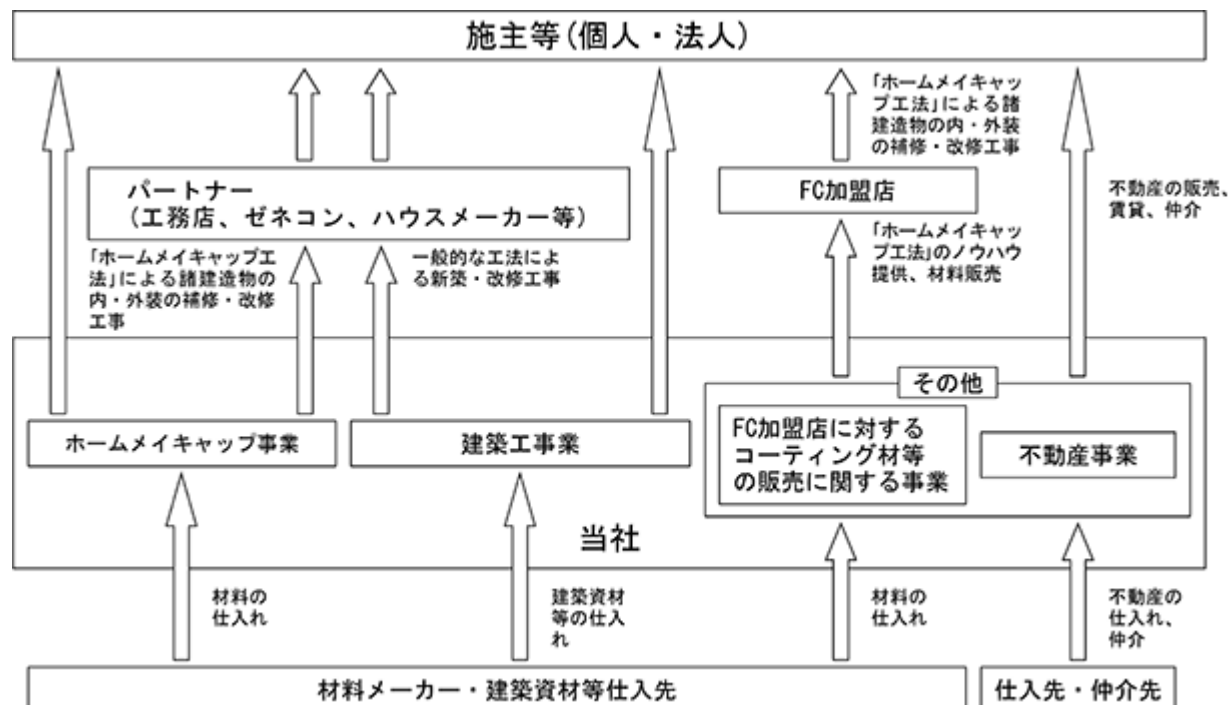 施主等(個人・法人)
「ホームメイキャッ
プ工法」による諸
建造物の内・外装
の補修・改修工事
パートナー
(工務店、ゼネコン、ハウスメーカー等)
FC加盟店
不動産の販売、
賃貸、仲介
「ホームメイキャップ工
法」による諸建造物の
内・外装の補修・改修
工事
一般的な工法によ
る新築・改修工事
「ホームメイキャッ
プ工法」のノウハウ
提供、材料販売
その他
ホームメイキャップ事業
建築工事業
FC加盟店に対する
コーティング材等
の販売に関する事業
不動産事業
当社
材料の
仕入れ
建築資材
等の仕入
れ
材料の
仕入れ
不動産の
仕入れ、
仲介
材料メーカー・建築資材等仕入先
仕入先・仲介先